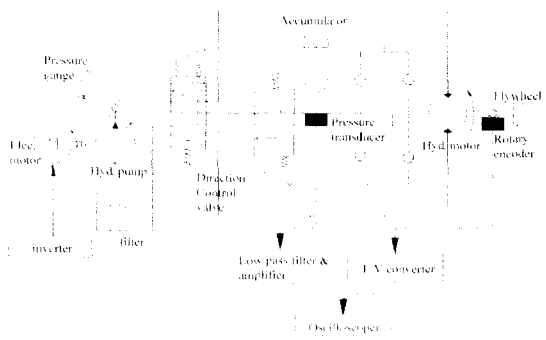 Accumulator
Pressure
gauge
Flywheel
Elec.
motor
Pressure
transducer
Hyd. pump
Hyd. motor
Rotary
encoder
Direction
Control
valve
inverter
filter
Low pass filter &
amplifier
F-V converter
Oscilloscoper